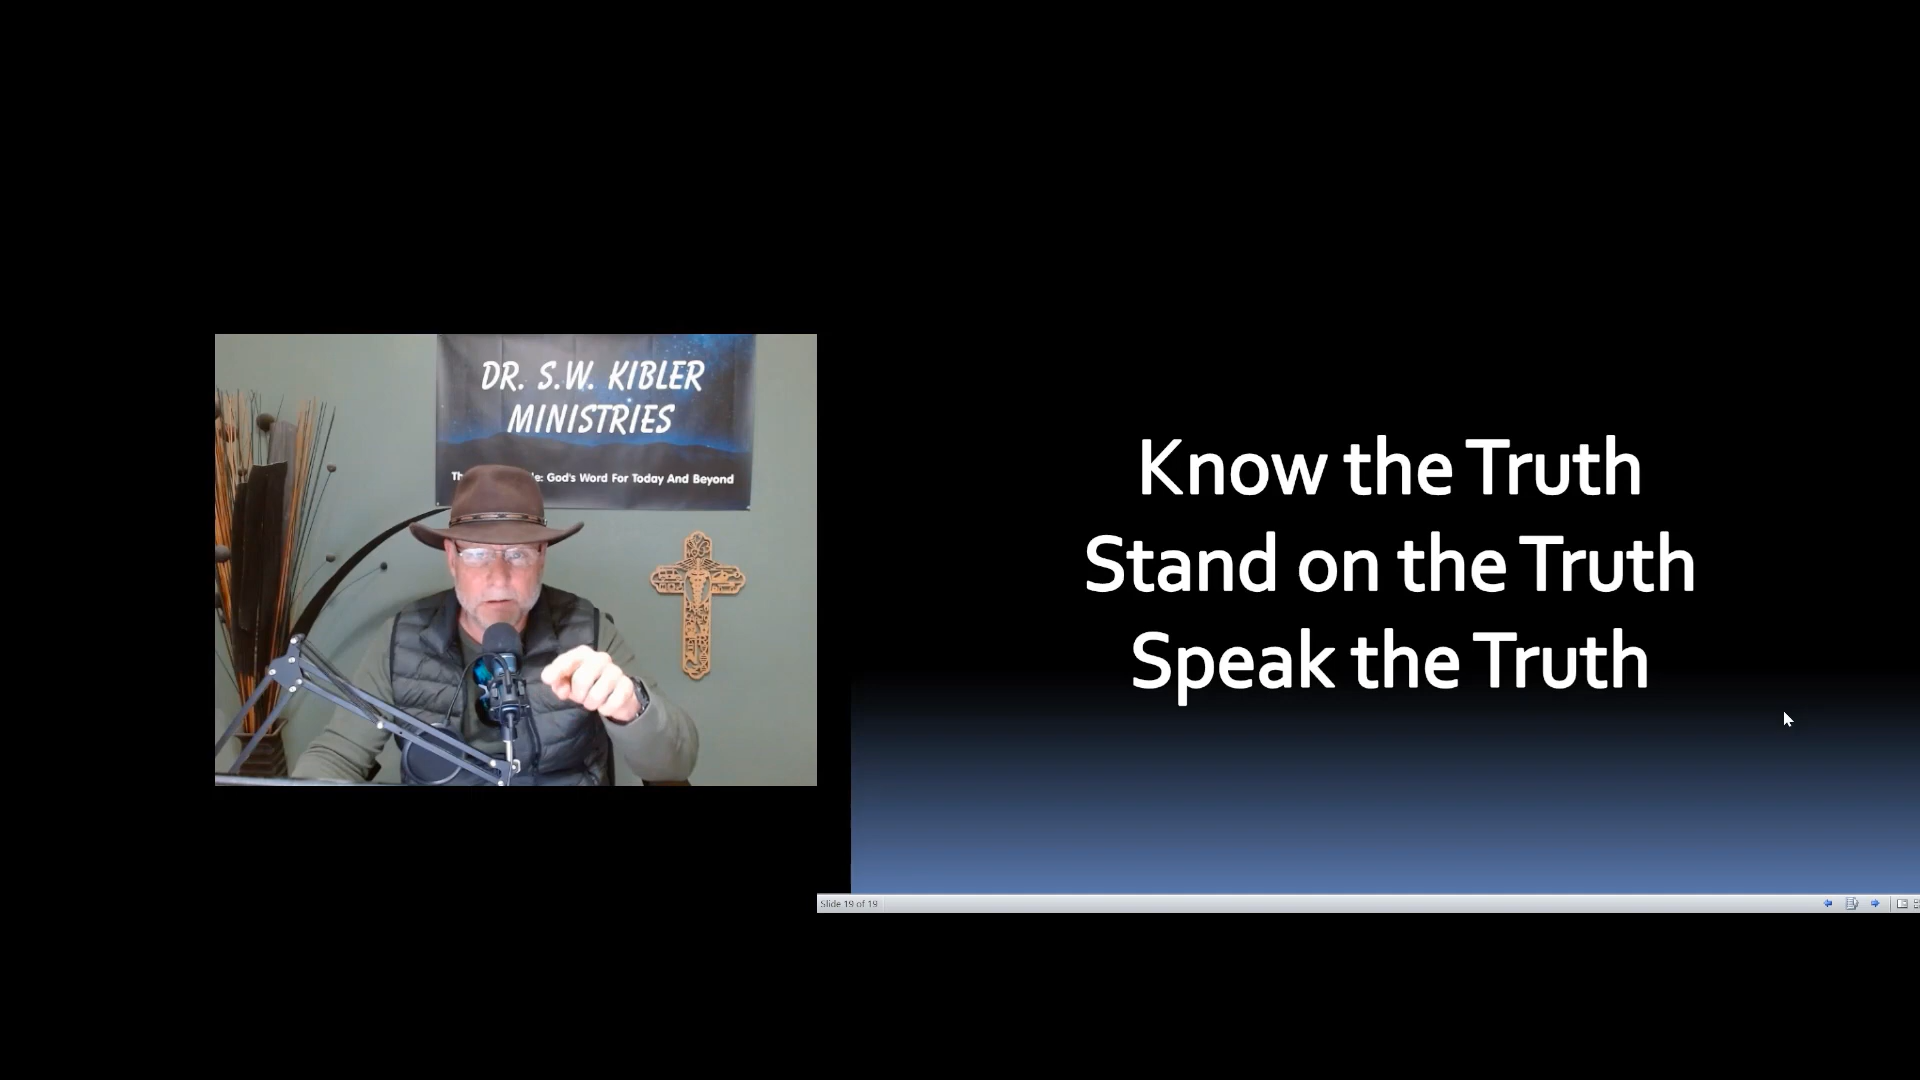 DR. S.W. KIBLER
MINISTRIES
e: God's Word For Today And Beyond
Know the Truth
Stand on the Truth
Speak the Truth
Slide 19 of 19